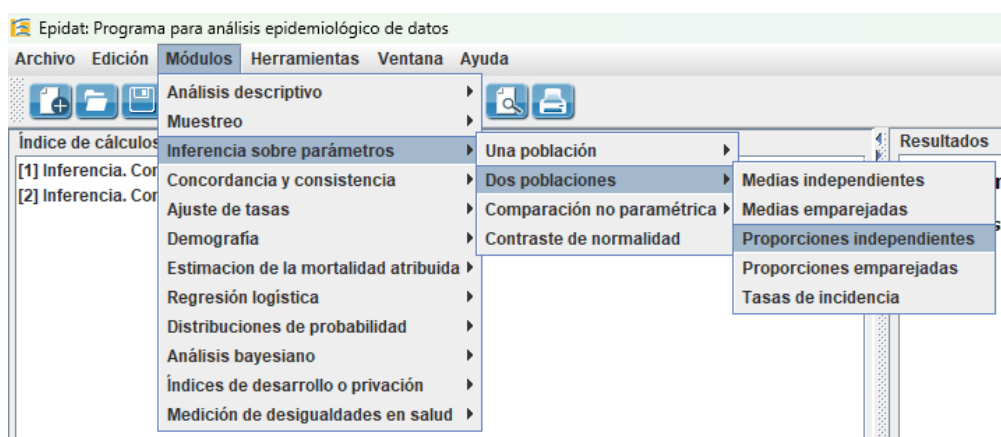 Epidat: Programa para análisis epidemiológico de datos
Archivo Edición Módulos Herramientas Ventana Ayuda
Índice de cálculos
[1] Inferencia. Cor
[2] Inferencia. Cor
Análisis descriptivo
Muestreo
Inferencia sobre parámetros
Concordancia y consistencia
Ajuste de tasas
Demografía
Estimacion de la mortalidad atribuida
Regresión logística
Distribuciones de probabilidad
Análisis bayesiano
Índices de desarrollo o privación
Medición de desigualdades en salud
Una población
Dos poblaciones
Comparación no paramétrica
Contraste de normalidad
Medias independientes
Medias emparejadas
Proporciones independientes
Proporciones emparejadas
Tasas de incidencia
Resultados